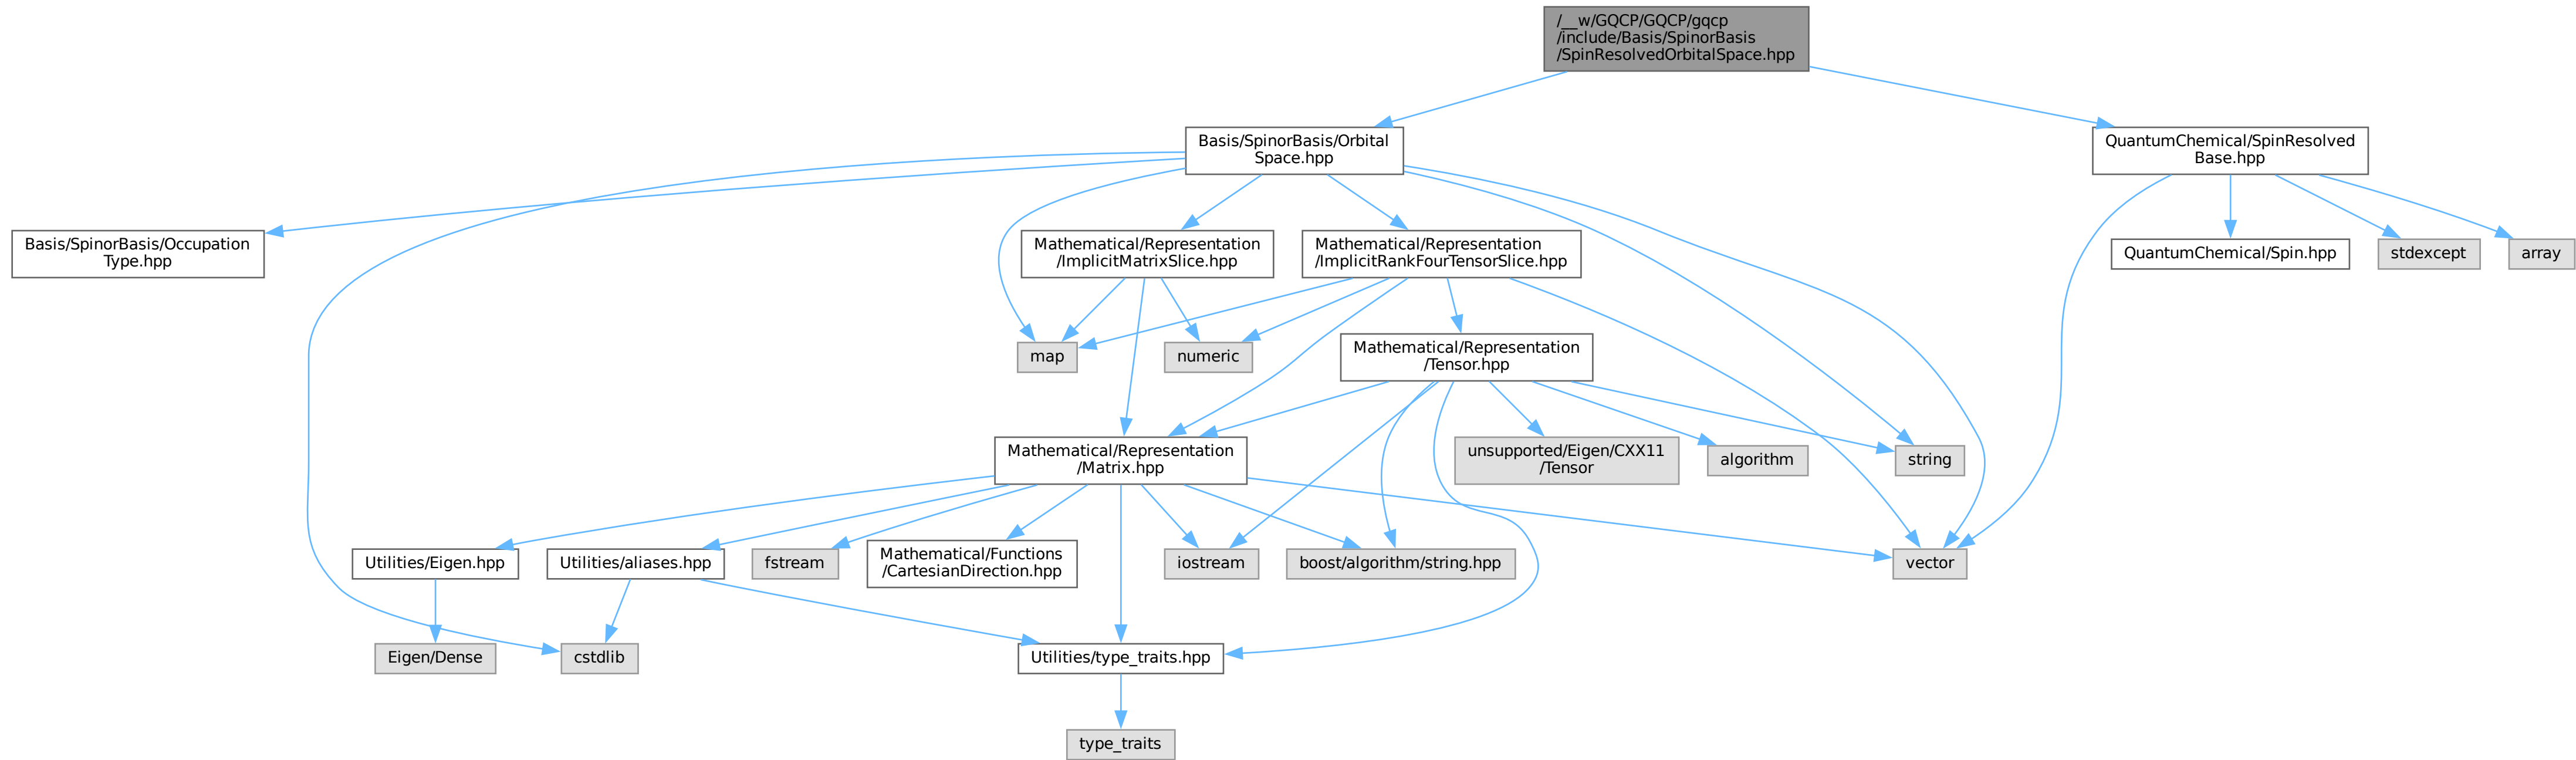 /__w/GQCP/GQCP/gqcp
/include/Basis/SpinorBasis
/SpinResolvedOrbitalSpace.hpp
Basis/SpinorBasis/Orbital
Space.hpp
QuantumChemical/SpinResolved
Base.hpp
Basis/SpinorBasis/Occupation
Type.hpp
Mathematical/Representation
/ImplicitMatrixSlice.hpp
Mathematical/Representation
/ImplicitRankFourTensorSlice.hpp
QuantumChemical/Spin.hpp
stdexcept
array
map
numeric
Mathematical/Representation
/Tensor.hpp
Mathematical/Representation
/Matrix.hpp
unsupported/Eigen/CXX11
/Tensor
algorithm
string
Utilities/Eigen.hpp
Utilities/aliases.hpp
fstream
Mathematical/Functions
/CartesianDirection.hpp
iostream
boost/algorithm/string.hpp
vector
Eigen/Dense
cstdlib
Utilities/type_traits.hpp
type_traits